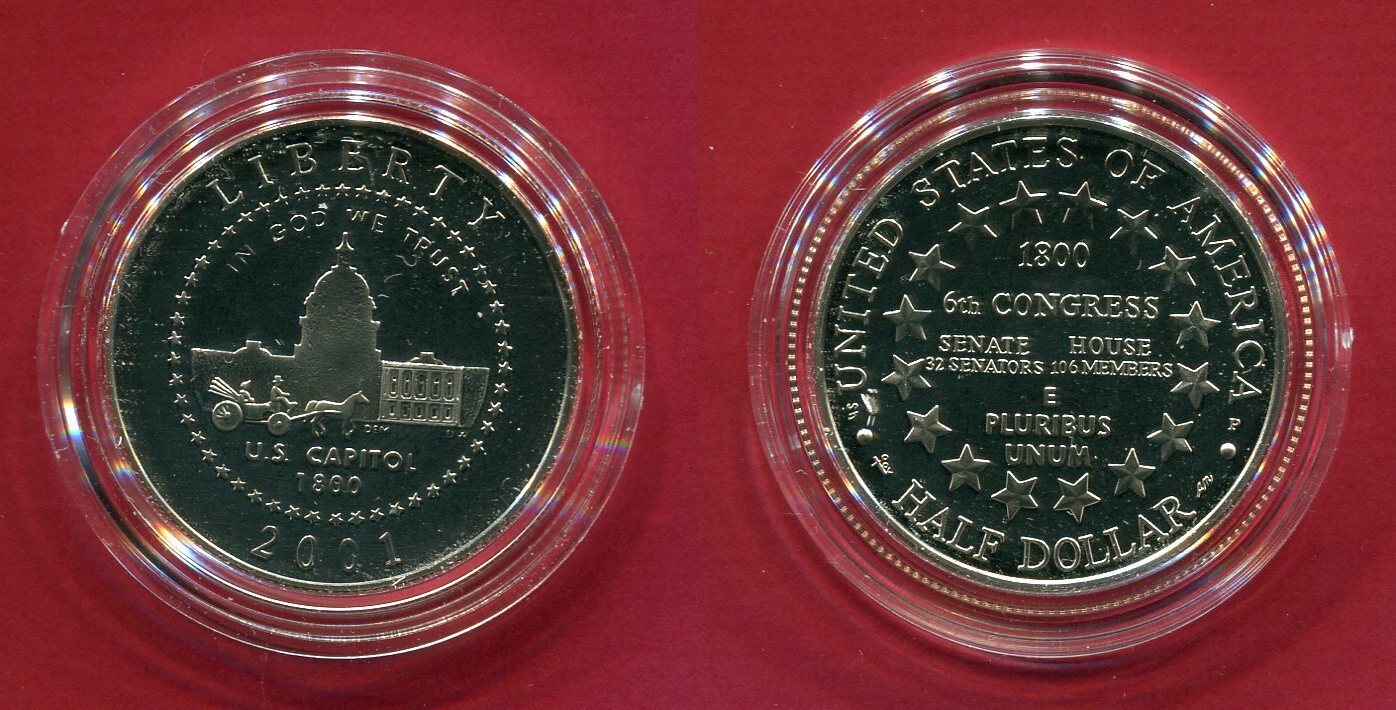 LIBERTY
IN GOD WE TRUST
DEM
U.S. CAPITOL
1800
2001
UNITED STATES OF AMERICA
1800
6th CONGRESS
SENATE HOUSE
32 SENATORS 106 MEMBERS
E
PLURIBUS
UNUM
P
HALF DOLLAR